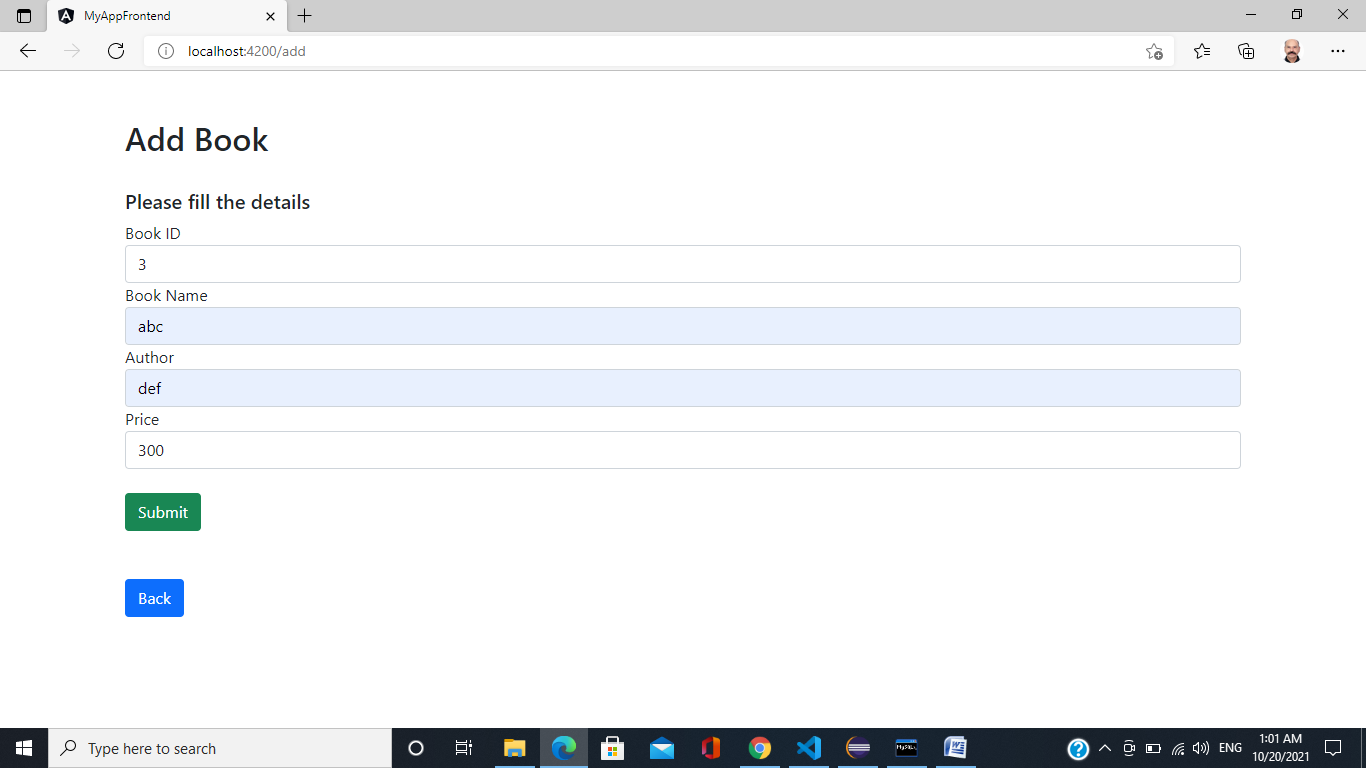 MyAppFrontend
localhost:4200/add
Add Book
Please fill the details
Book ID
3
Book Name
abc
Author
def
Price
300
Submit
Back
Type here to search
MySQL
W
?
ENG
1:01 AM
10/20/2021